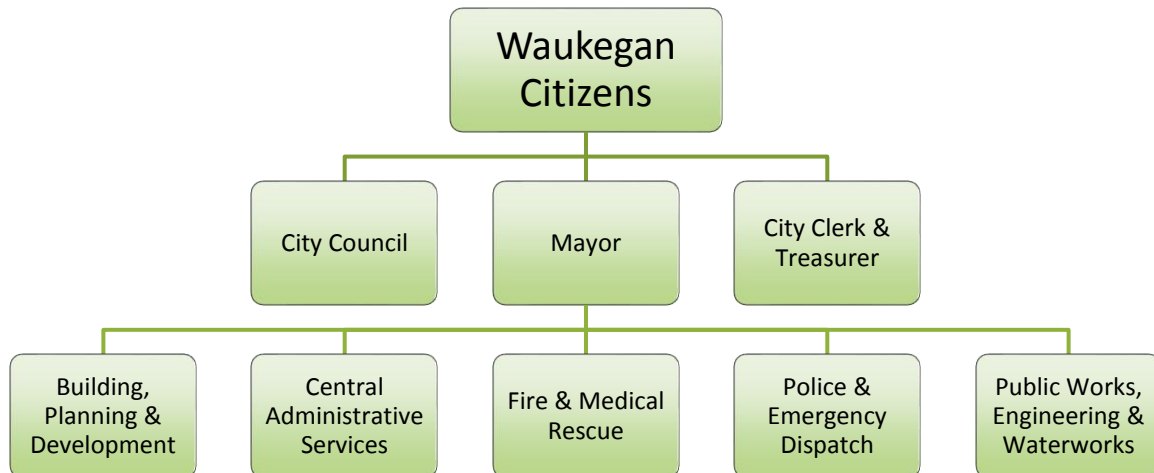 Waukegan
Citizens
City Council
Mayor
City Clerk &
Treasurer
Building,
Planning &
Development
Central
Administrative
Services
Fire & Medical
Rescue
Police &
Emergency
Dispatch
Public Works,
Engineering &
Waterworks